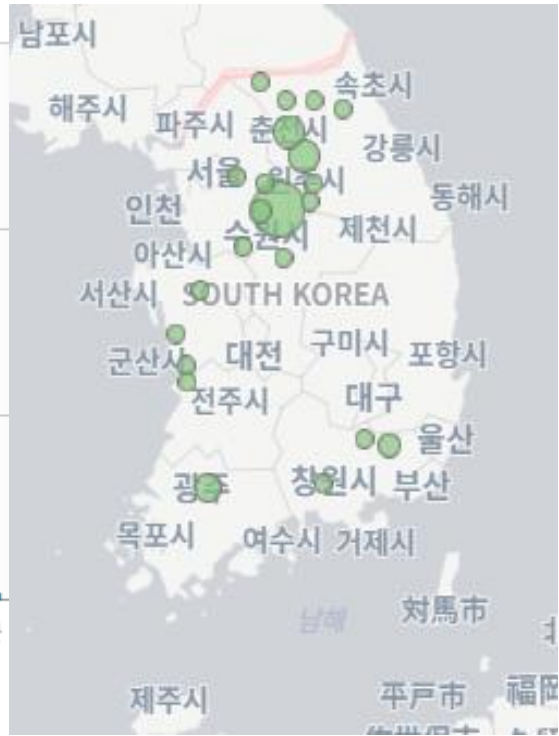 남포시
해주시
파주시
속초시
강릉시
서울
인천
동해시
수원시
제천시
아산시
서산시
SOUTH KOREA
대전
구미시
포항시
군산시
전주시
대구
울산
창원시
부산
광주
목포시
여수시
거제시
남해
対馬市
제주시
平戸市
福岡